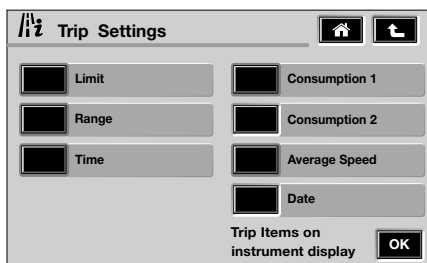 Trip Settings
Limit
Range
Time
Consumption 1
Consumption 2
Average Speed
Date
Trip Items on
instrument display
OK